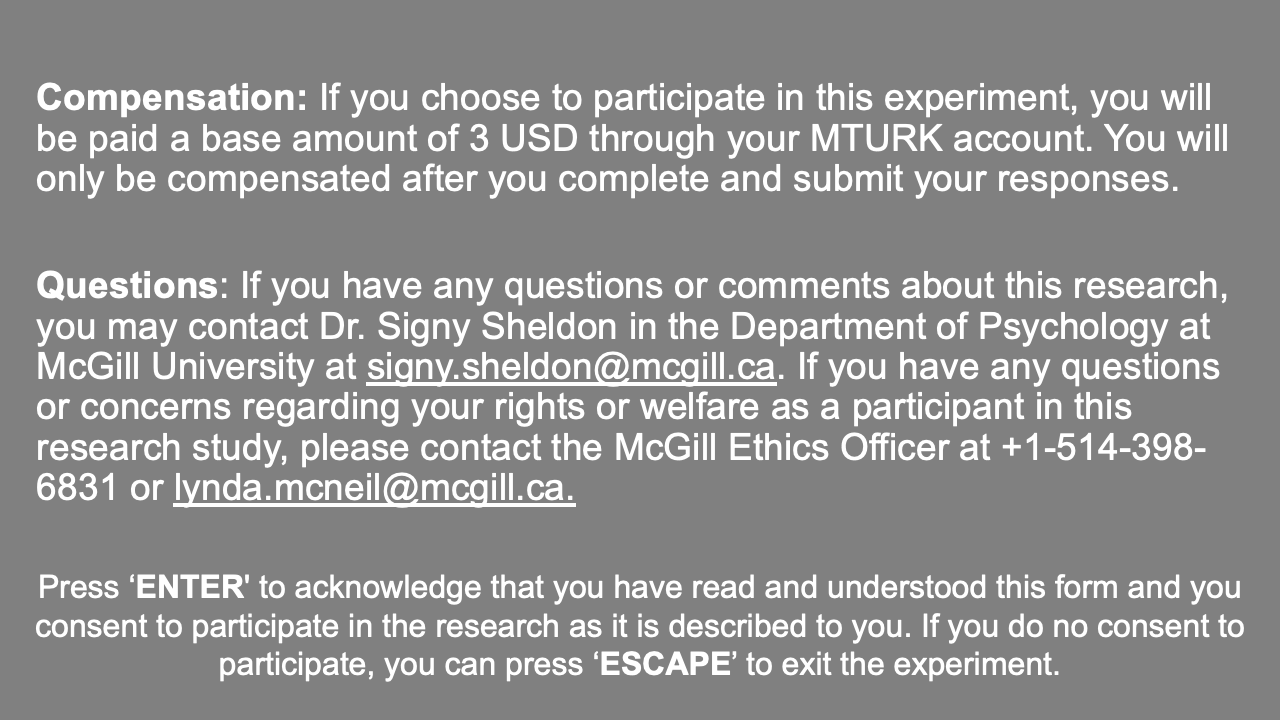 Compensation: If you choose to participate in this experiment, you will
be paid a base amount of 3 USD through your MTURK account. You will
only be compensated after you complete and submit your responses.
Questions: If you have any questions or comments about this research,
you may contact Dr. Signy Sheldon in the Department of Psychology at
McGill University at signy.sheldon@mcgill.ca. If you have any questions
or concerns regarding your rights or welfare as a participant in this
research study, please contact the McGill Ethics Officer at +1-514-398-
6831 or lynda.mcneil@mcgill.ca.
Press ‘ENTER' to acknowledge that you have read and understood this form and you
consent to participate in the research as it is described to you. If you do no consent to
participate, you can press ‘ESCAPE’ to exit the experiment.